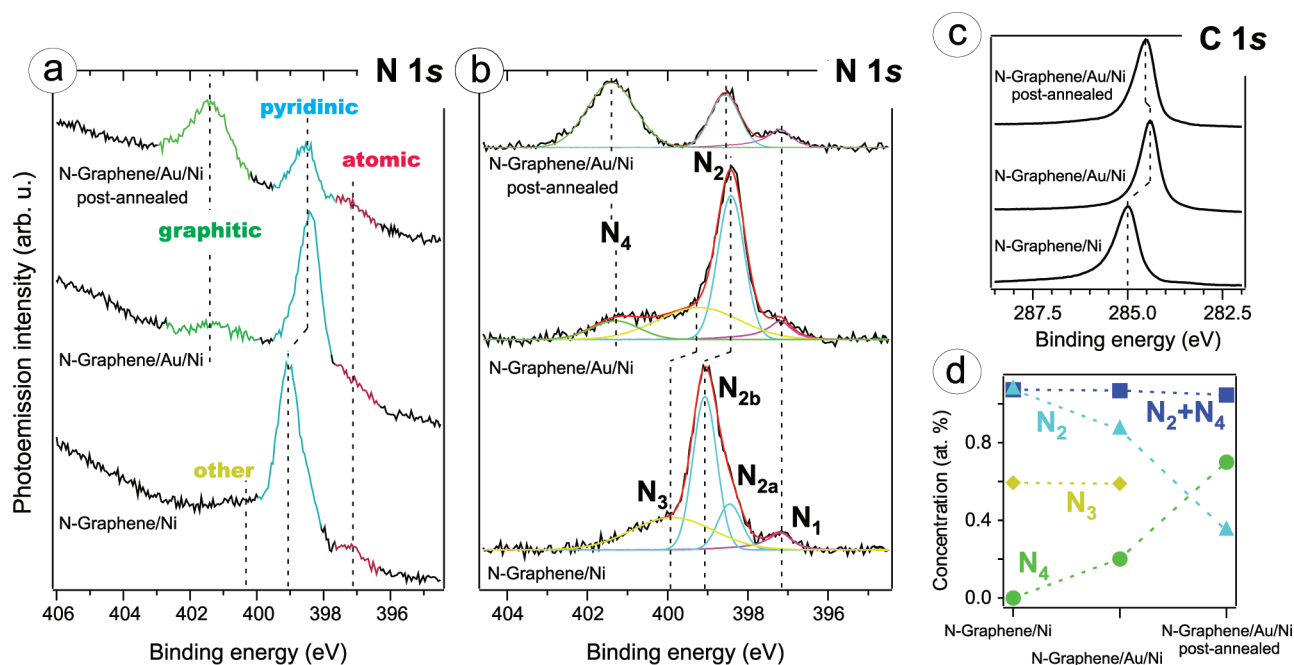 a
N 1s
pyridinic
atomic
N-Graphene/Au/Ni
post-annealed
graphitic
N-Graphene/Au/Ni
other
N-Graphene/Ni
Photoemission intensity (arb. u.)
406 404 402 400 398 396
Binding energy (eV)
b
N 1s
N-Graphene/Au/Ni
post-annealed
N2
N4
N-Graphene/Au/Ni
N2b
N2a
N3
N1
N-Graphene/Ni
404 402 400 398 396
Binding energy (eV)
c
C 1s
N-Graphene/Au/Ni
post-annealed
N-Graphene/Au/Ni
N-Graphene/Ni
287.5 285.0 282.5
Binding energy (eV)
d
Concentration (at. %)
0.8
0.4
0.0
N2
N2+N4
N3
N4
N-Graphene/Ni
N-Graphene/Au/Ni
N-Graphene/Au/Ni
post-annealed